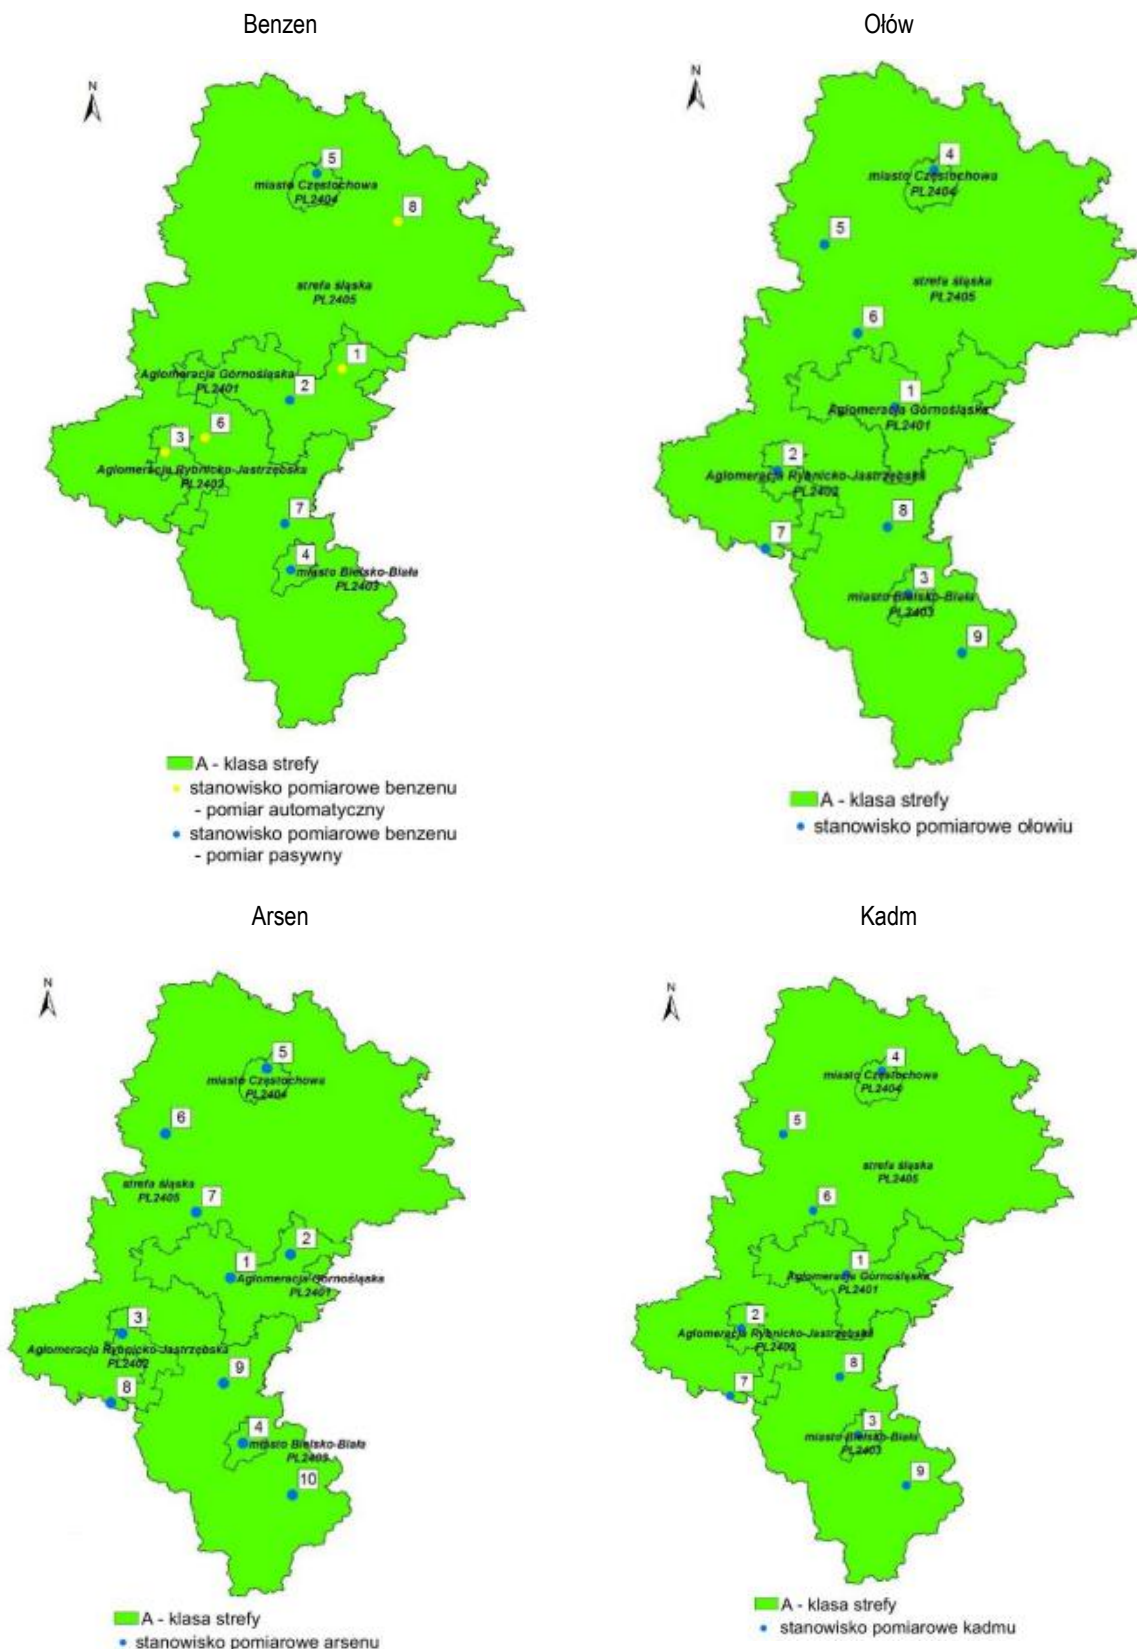 Benzen
N
5
miasto Częstochowa
PL2404
8
strefa śląska
PL2405
1
Aglomeracja Górnośląska
PL2401
2
6
3
Aglomeracja Rybnicko-Jastrzębska
PL2402
7
4
miasto Bielsko-Biała
PL2403
A - klasa strefy
stanowisko pomiarowe benzenu
- pomiar automatyczny
stanowisko pomiarowe benzenu
- pomiar pasywny
Ołów
N
4
miasto Częstochowa
PL2404
5
strefa śląska
PL2405
6
1
Aglomeracja Górnośląska
PL2401
2
Aglomeracja Rybnicko-Jastrzębska
PL2402
8
7
3
miasto Bielsko-Biała
PL2403
9
A - klasa strefy
stanowisko pomiarowe ołowiu
Arsen
N
5
miasto Częstochowa
PL2404
6
strefa śląska
PL2405
7
2
1
Aglomeracja Górnośląska
PL2401
3
Aglomeracja Rybnicko-Jastrzębska
PL2402
9
8
4
miasto Bielsko-Biała
PL2403
10
A - klasa strefy
stanowisko pomiarowe arsenu
Kadm
N
4
miasto Częstochowa
PL2404
5
strefa śląska
PL2405
6
1
Aglomeracja Górnośląska
PL2401
2
Aglomeracja Rybnicko-Jastrzębska
PL2402
8
7
3
miasto Bielsko-Biała
PL2403
9
A - klasa strefy
stanowisko pomiarowe kadmu